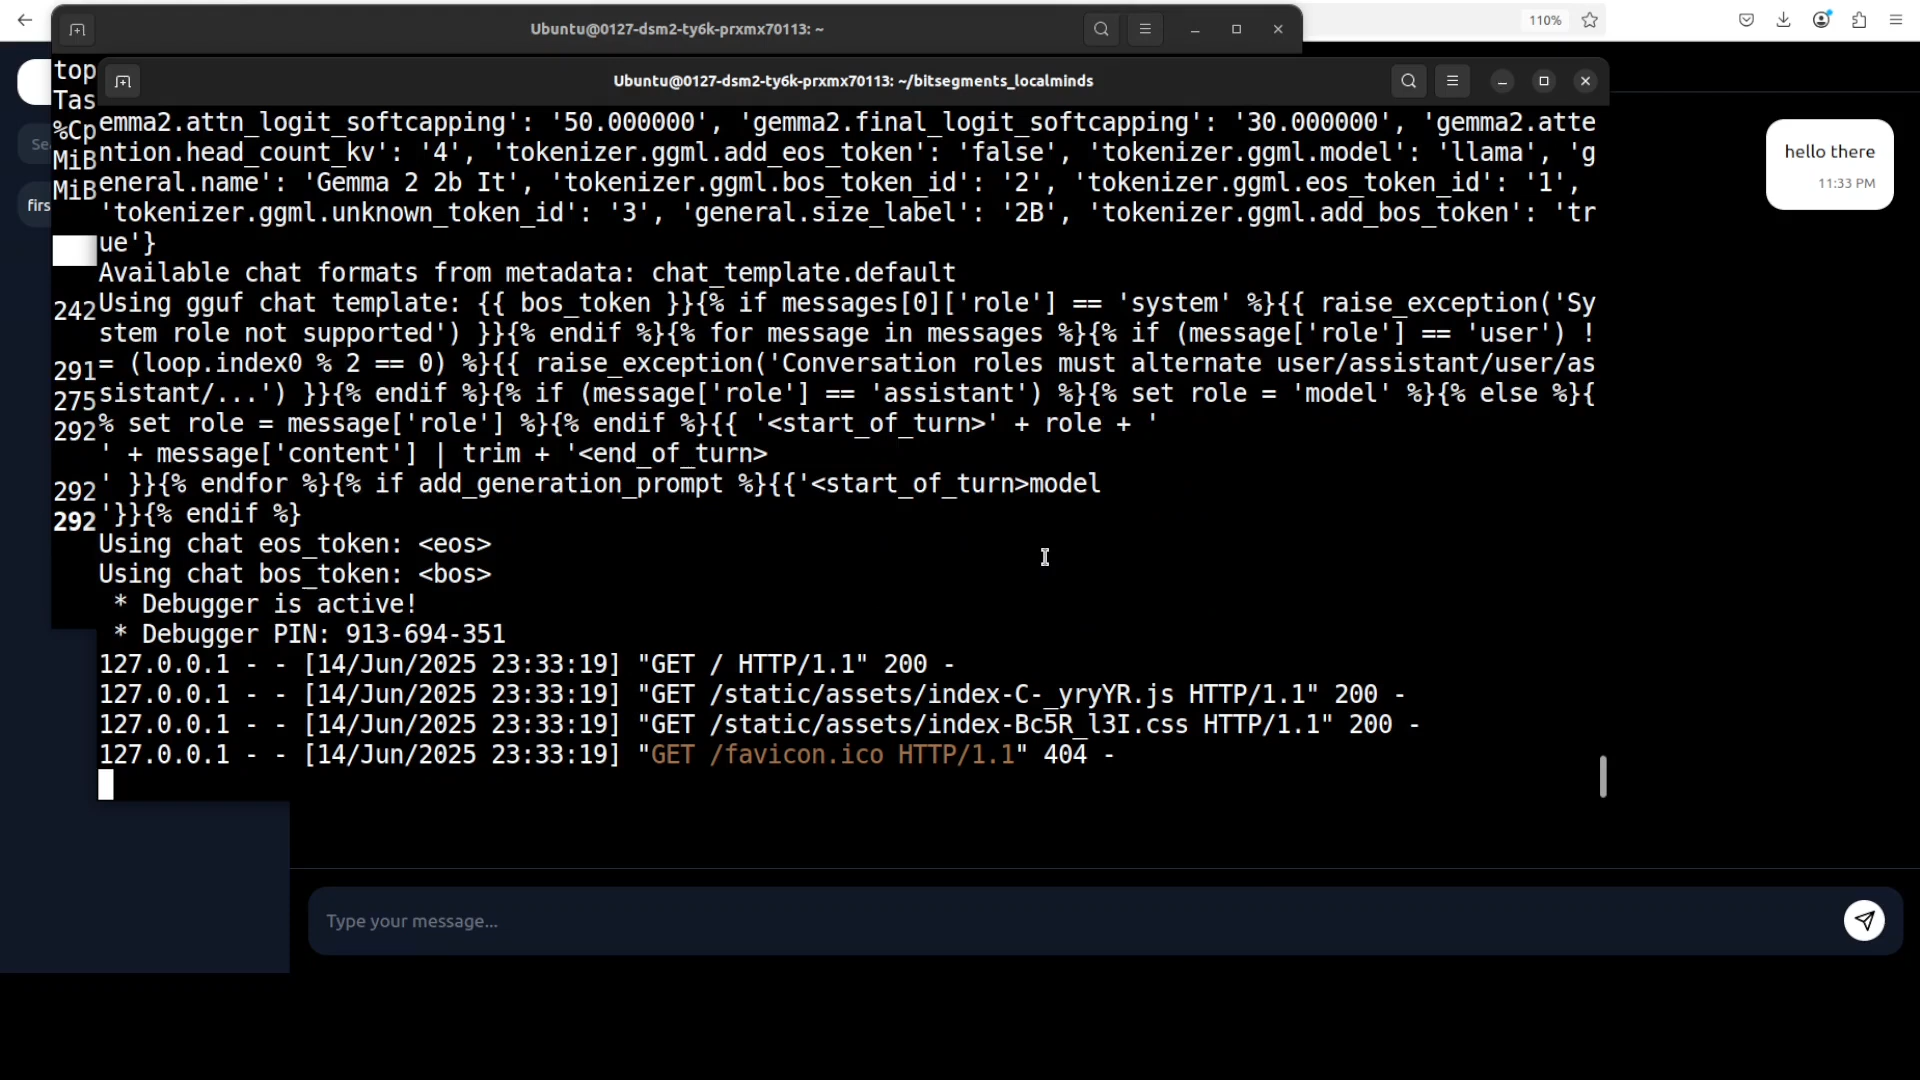 110%
Ubuntu@0127-dsm2-ty6k-prxmx70113: ~
top
Tas
%Cp
MiB
MiB
242
291
275
292
292
292
Sea
firs
Ubuntu@0127-dsm2-ty6k-prxmx70113: ~/bitsegments_localminds
emma2.attn_logit_softcapping': '50.000000', 'gemma2.final_logit_softcapping': '30.000000', 'gemma2.atte
ntion.head_count_kv': '4', 'tokenizer.ggml.add_eos_token': 'false', 'tokenizer.ggml.model': 'llama', 'g
eneral.name': 'Gemma 2 2b It', 'tokenizer.ggml.bos_token_id': '2', 'tokenizer.ggml.eos_token_id': '1',
'tokenizer.ggml.unknown_token_id': '3', 'general.size_label': '2B', 'tokenizer.ggml.add_bos_token': 'tr
ue'}
Available chat formats from metadata: chat_template.default
Using gguf chat template: {{ bos_token }}{% if messages[0]['role'] == 'system' %}{{ raise_exception('Sy
stem role not supported') }}{% endif %}{% for message in messages %}{% if (message['role'] == 'user') !
= (loop.index0 % 2 == 0) %}{{ raise_exception('Conversation roles must alternate user/assistant/user/as
sistant/...') }}{% endif %}{% if (message['role'] == 'assistant') %}{% set role = 'model' %}{% else %}{
% set role = message['role'] %}{% endif %}{{ '<start_of_turn>' + role + '
' + message['content'] | trim + '<end_of_turn>
' }}{% endfor %}{% if add_generation_prompt %}{{'<start_of_turn>model
'}}{% endif %}
Using chat eos_token: <eos>
Using chat bos_token: <bos>
* Debugger is active!
* Debugger PIN: 913-694-351
127.0.0.1 - - [14/Jun/2025 23:33:19] "GET / HTTP/1.1" 200 -
127.0.0.1 - - [14/Jun/2025 23:33:19] "GET /static/assets/index-C-_yryYR.js HTTP/1.1" 200 -
127.0.0.1 - - [14/Jun/2025 23:33:19] "GET /static/assets/index-Bc5R_l3I.css HTTP/1.1" 200 -
127.0.0.1 - - [14/Jun/2025 23:33:19] "GET /favicon.ico HTTP/1.1" 404 -
hello there
11:33 PM
Type your message...